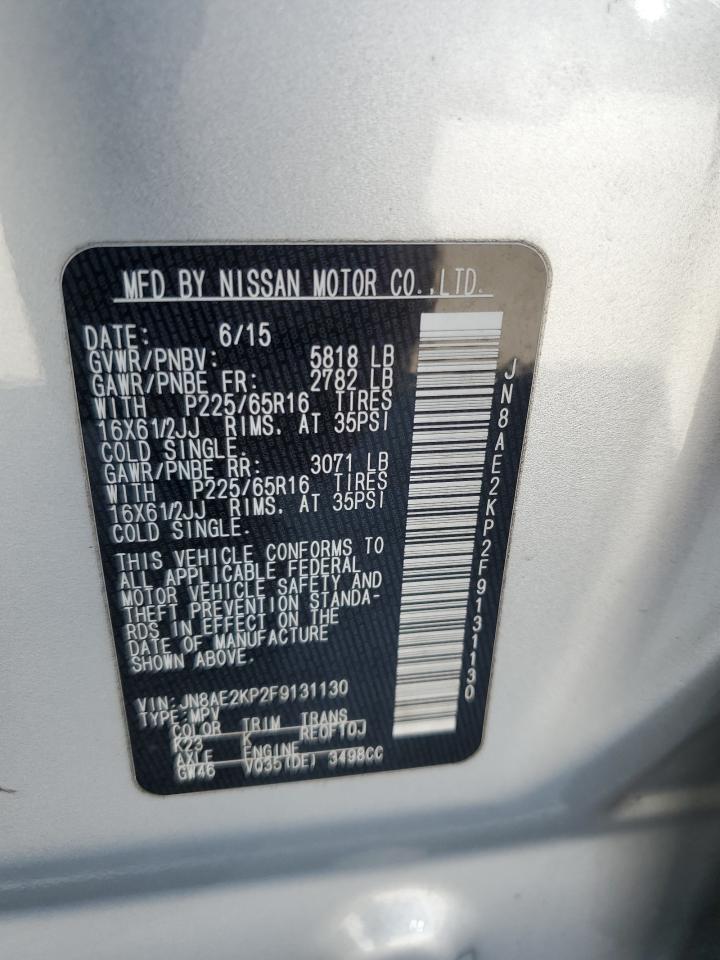 MFD BY NISSAN MOTOR CO.,LTD.
DATE: 6/15
GVWR/PNBV: 5818 LB
GAWR/PNBE FR: 2782 LB
WITH P225/65R16 TIRES
16X61/2JJ RIMS. AT 35PSI
COLD SINGLE.
GAWR/PNBE RR: 3071 LB
WITH P225/65R16 TIRES
16X61/2JJ RIMS. AT 35PSI
COLD SINGLE.
THIS VEHICLE CONFORMS TO
ALL APPLICABLE FEDERAL
MOTOR VEHICLE SAFETY AND
THEFT PREVENTION STANDA-
RDS IN EFFECT ON THE
DATE OF MANUFACTURE
SHOWN ABOVE.
VIN:JN8AE2KP2F9131130
TYPE:MPV
COLOR TRIM TRANS
K23 K RE0F10J
AXLE ENGINE
GW46 VQ35(DE) 3498CC
JN8AE2KP2F9131130